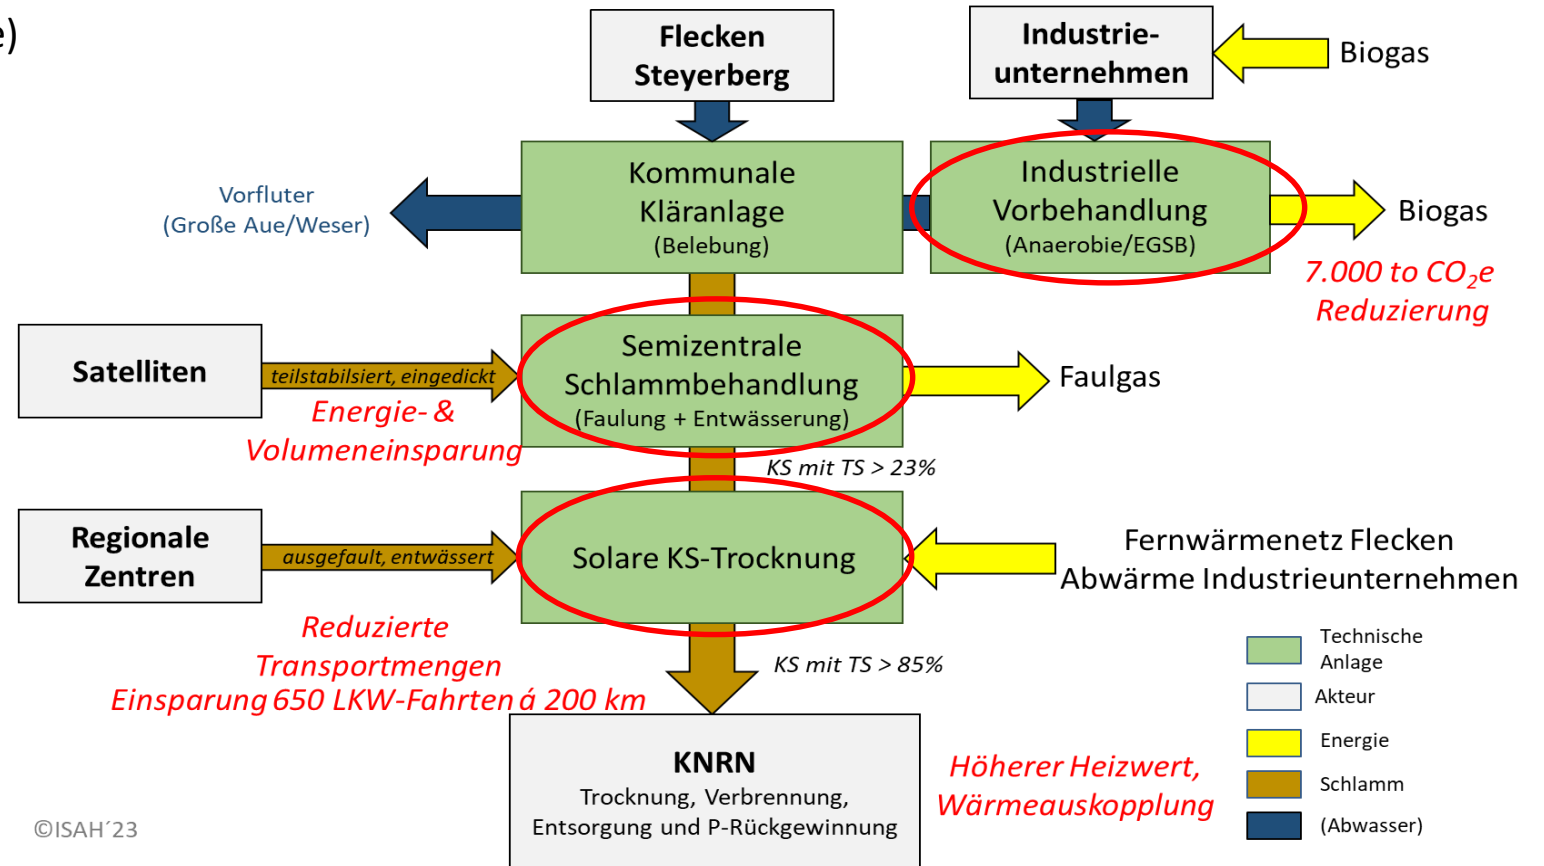 e)
Flecken
Steyerberg
Industrie-
unternehmen
Biogas
Kommunale
Kläranlage
(Belebung)
Industrielle
Vorbehandlung
(Anaerobie/EGSB)
Vorfluter
(Große Aue/Weser)
Biogas
7.000 to CO₂e
Reduzierung
Satelliten
teilstabilsiert, eingedickt
Energie- &
Volumeneinsparung
Semizentrale
Schlammbehandlung
(Faulung + Entwässerung)
Faulgas
KS mit TS > 23%
Regionale
Zentren
ausgefault, entwässert
Solare KS-Trocknung
Fernwärmenetz Flecken
Abwärme Industrieunternehmen
Reduzierte
Transportmengen
Einsparung 650 LKW-Fahrten á 200 km
KS mit TS > 85%
KNRN
Trocknung, Verbrennung,
Entsorgung und P-Rückgewinnung
Höherer Heizwert,
Wärmeauskopplung
Technische
Anlage
Akteur
Energie
Schlamm
(Abwasser)
©ISAH´23